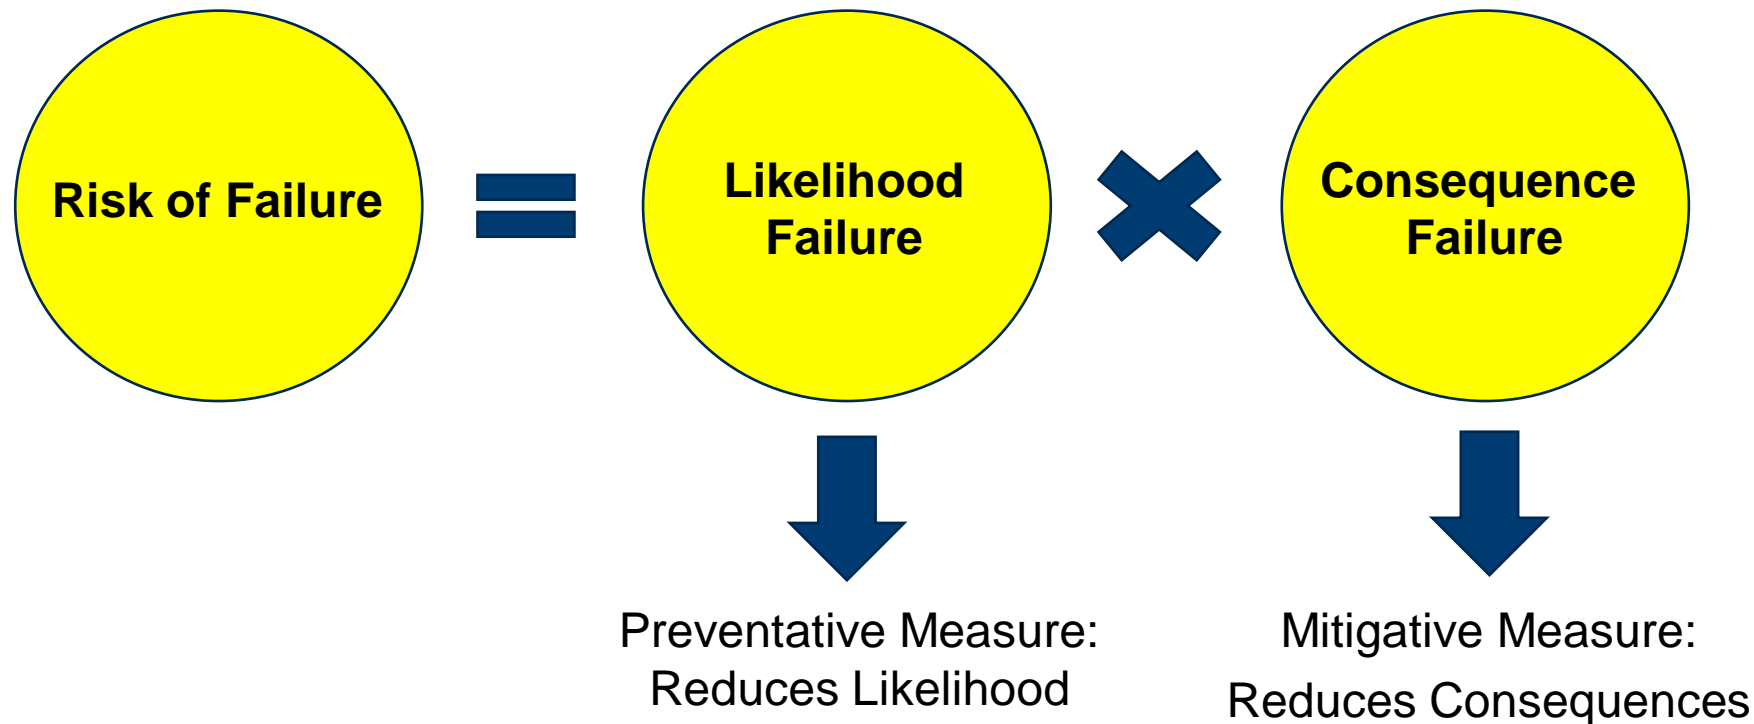 Risk of Failure
Likelihood
Failure
Consequence
Failure
Preventative Measure:
Reduces Likelihood
Mitigative Measure:
Reduces Consequences